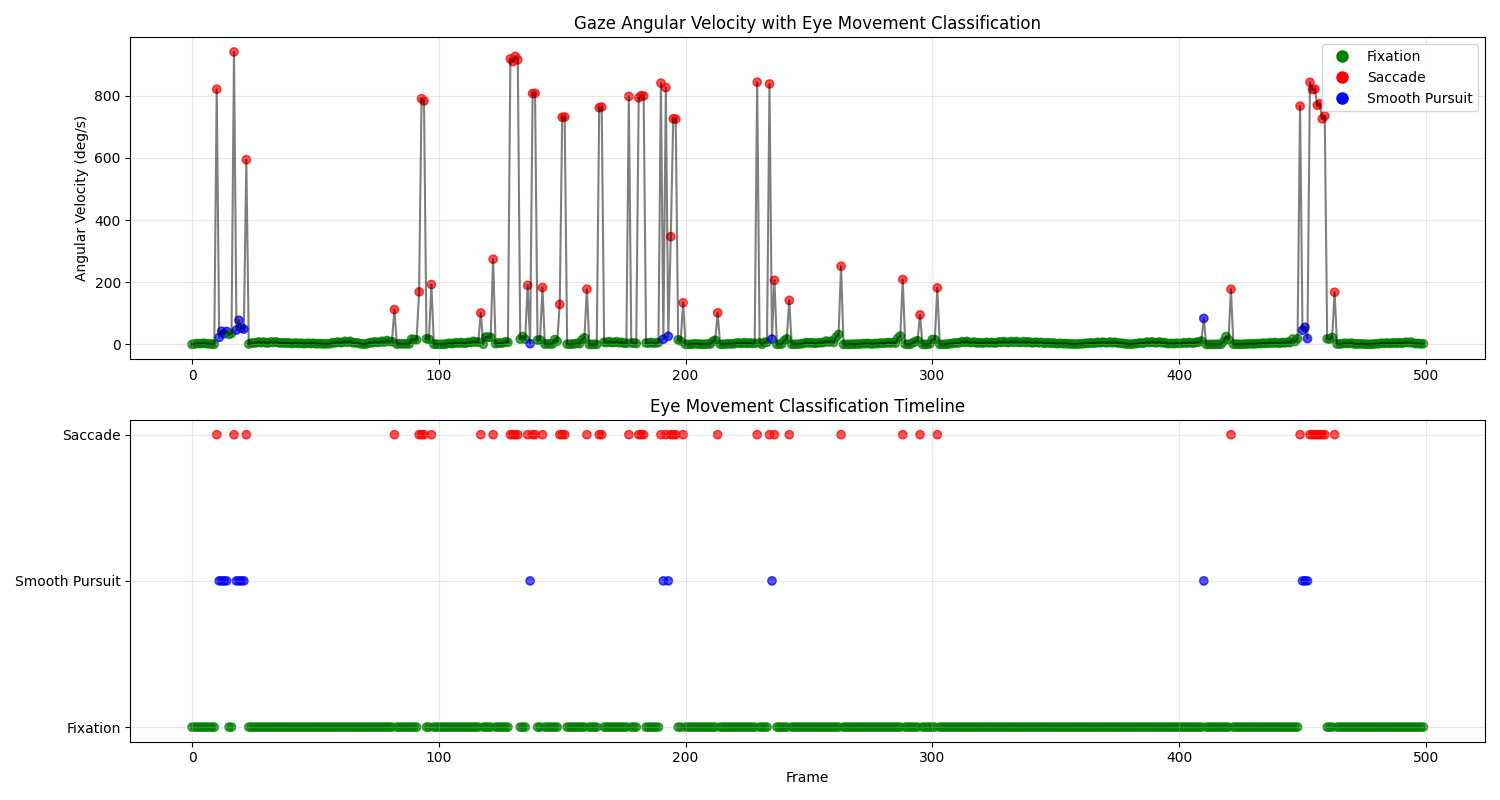 Gaze Angular Velocity with Eye Movement Classification
Angular Velocity (deg/s)
800
600
400
200
0
0 100 200 300 400 500
Fixation
Saccade
Smooth Pursuit
Eye Movement Classification Timeline
Saccade
Smooth Pursuit
Fixation
0 100 200 300 400 500
Frame